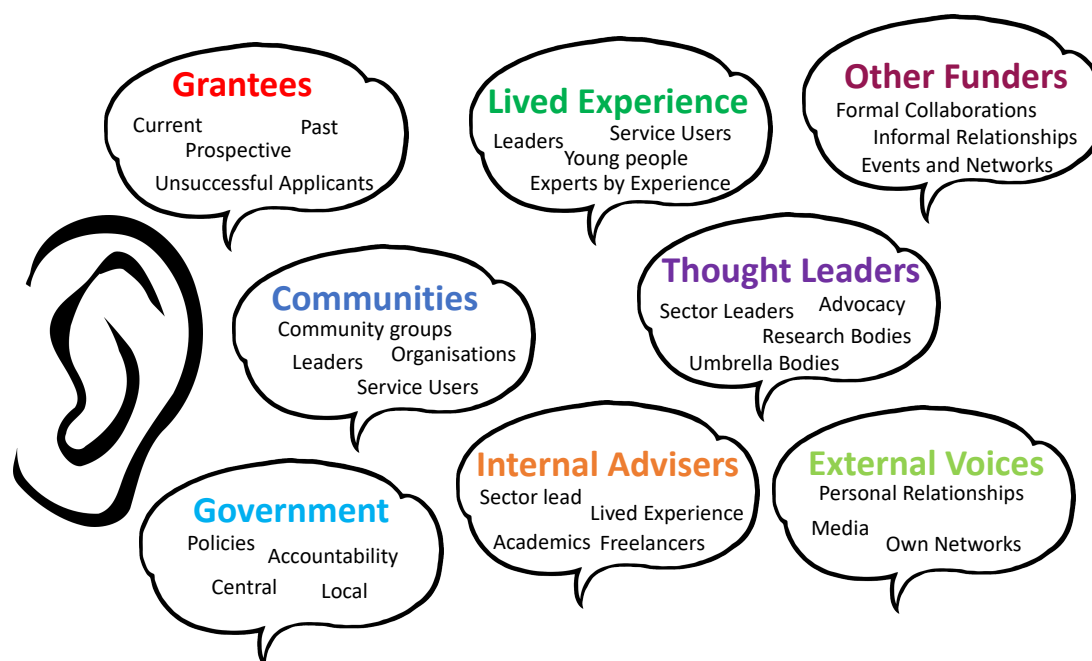 Grantees
Current
Past
Prospective
Unsuccessful Applicants
Lived Experience
Leaders
Service Users
Young people
Experts by Experience
Other Funders
Formal Collaborations
Informal Relationships
Events and Networks
Communities
Community groups
Leaders
Organisations
Service Users
Thought Leaders
Sector Leaders
Advocacy
Research Bodies
Umbrella Bodies
Government
Policies
Accountability
Central
Local
Internal Advisers
Sector lead
Lived Experience
Academics
Freelancers
External Voices
Personal Relationships
Media
Own Networks